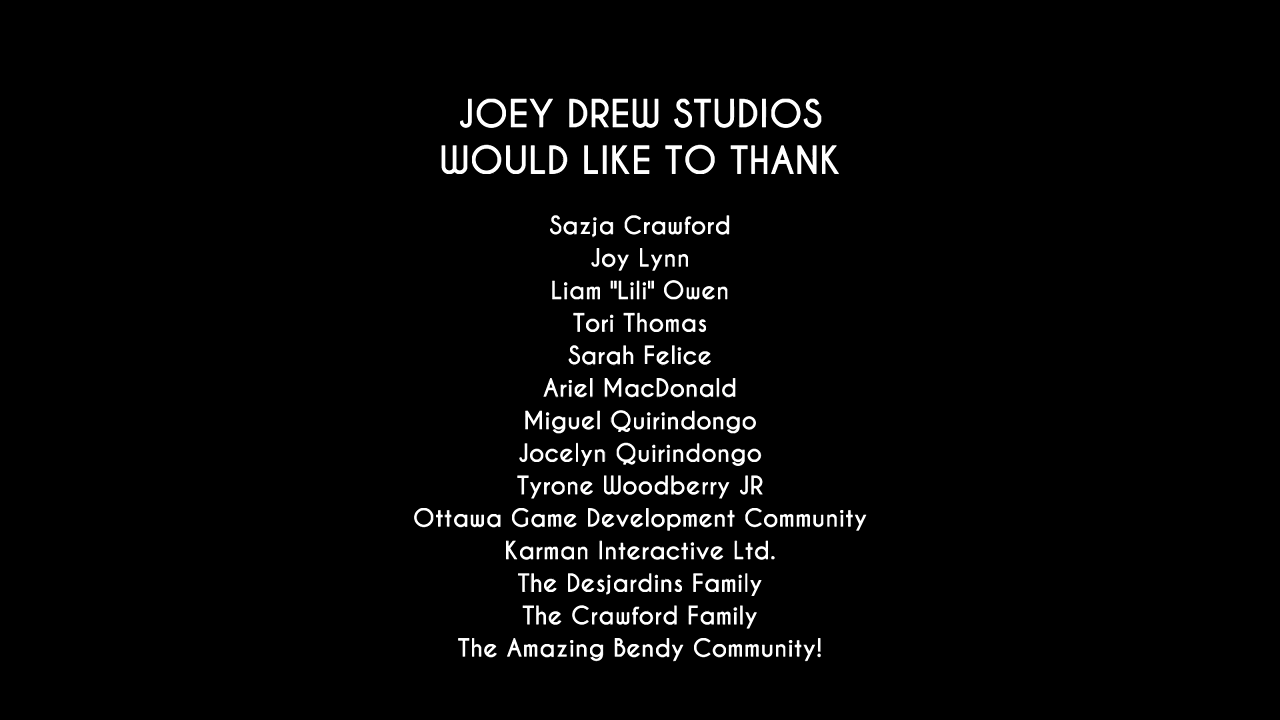 JOEY DREW STUDIOS
WOULD LIKE TO THANK
Sazja Crawford
Joy Lynn
Liam "Lili" Owen
Tori Thomas
Sarah Felice
Ariel MacDonald
Miguel Quirindongo
Jocelyn Quirindongo
Tyrone Woodberry JR
Ottawa Game Development Community
Karman Interactive Ltd.
The Desjardins Family
The Crawford Family
The Amazing Bendy Community!